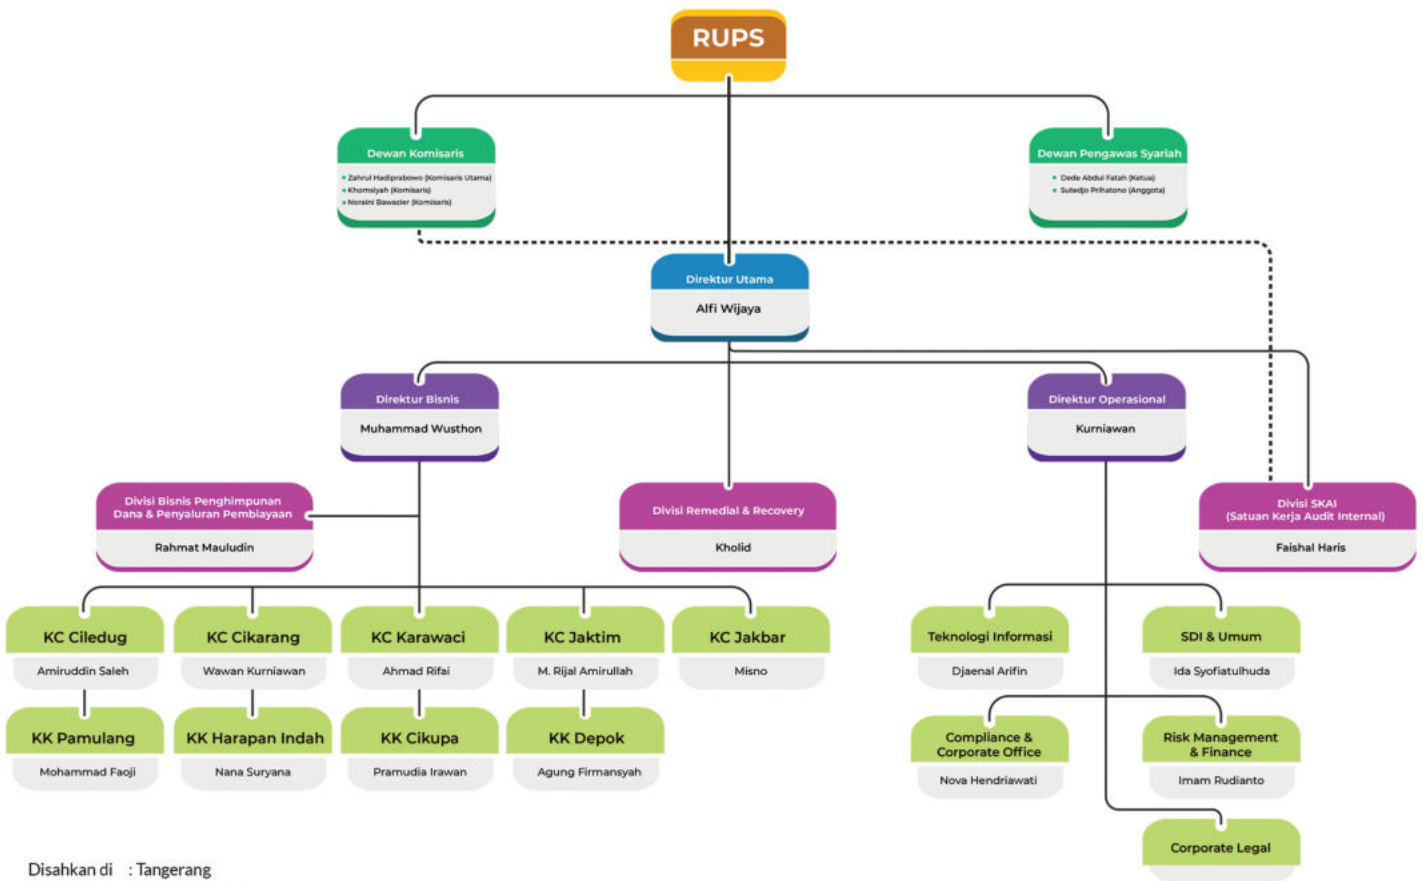 RUPS
Dewan Komisaris
Zahrul Hadiprabowo (Komisaris Utama)
Khomsiyah (Komisaris)
Noraini Bawazier (Komisaris)
Dewan Pengawas Syariah
Dede Abdul Fatah (Ketua)
Sutedjo Prihatono (Anggota)
Direktur Utama
Alfi Wijaya
Direktur Bisnis
Muhammad Wusthon
Direktur Operasional
Kurniawan
Divisi Bisnis Penghimpunan
Dana & Penyaluran Pembiayaan
Rahmat Mauludin
Divisi Remedial & Recovery
Kholid
Divisi SKAI
(Satuan Kerja Audit Internal)
Faishal Haris
KC Ciledug
Amiruddin Saleh
KC Cikarang
Wawan Kurniawan
KC Karawaci
Ahmad Rifai
KC Jaktim
M. Rijal Amirullah
KC Jakbar
Misno
Teknologi Informasi
Djaenal Arifin
SDI & Umum
Ida Syofiatulhuda
KK Pamulang
Mohammad Faoji
KK Harapan Indah
Nana Suryana
KK Cikupa
Pramudia Irawan
KK Depok
Agung Firmansyah
Compliance &
Corporate Office
Nova Hendriawati
Risk Management
& Finance
Imam Rudianto
Corporate Legal
Disahkan di : Tangerang